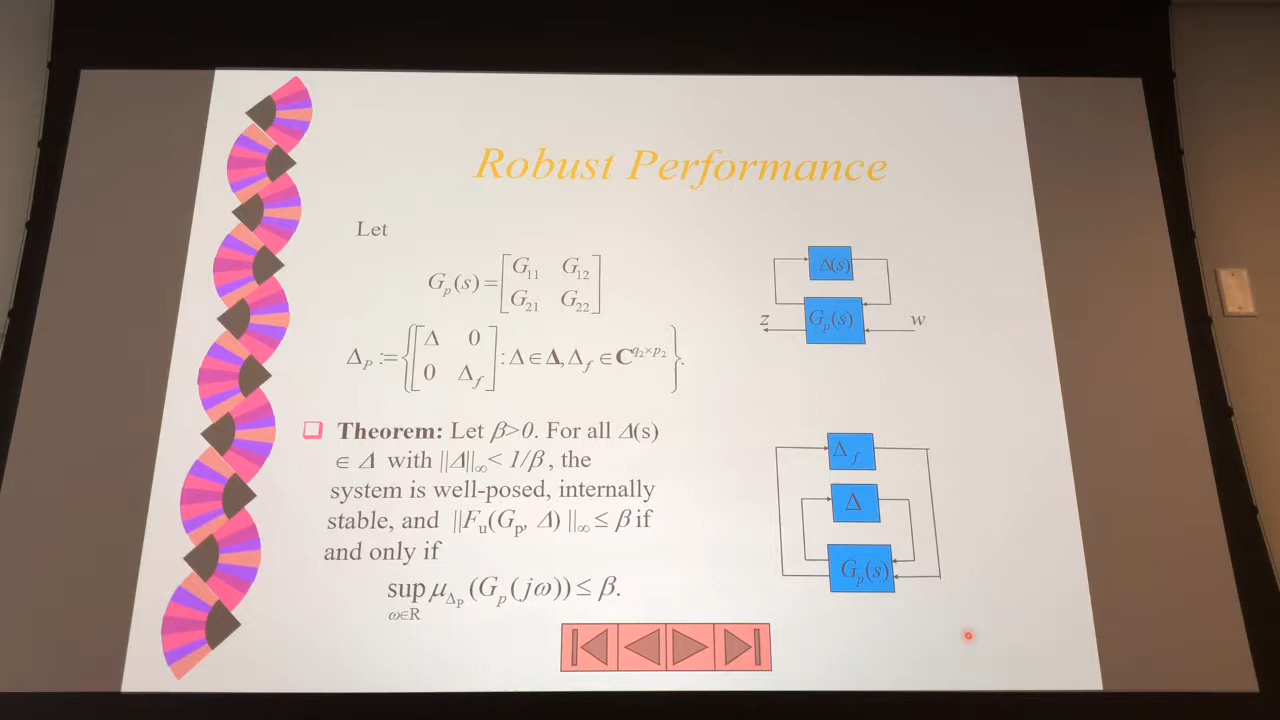 Robust Performance
Let
G_p(s) = [G_11 G_12
G_21 G_22]
Δ_P := {[Δ 0
0 Δ_f] : Δ ∈ Δ, Δ_f ∈ C^{q_2×p_2}}.
❑ Theorem: Let β>0. For all Δ(s)
∈ Δ with ||Δ||_∞ < 1/β, the
system is well-posed, internally
stable, and ||F_u(G_p, Δ)||_∞ ≤ β if
and only if
sup μ_{Δ_P}(G_p(jω)) ≤ β.
ω∈R
Δ(s)
G_p(s)
z
w
Δ_f
Δ
G_p(s)